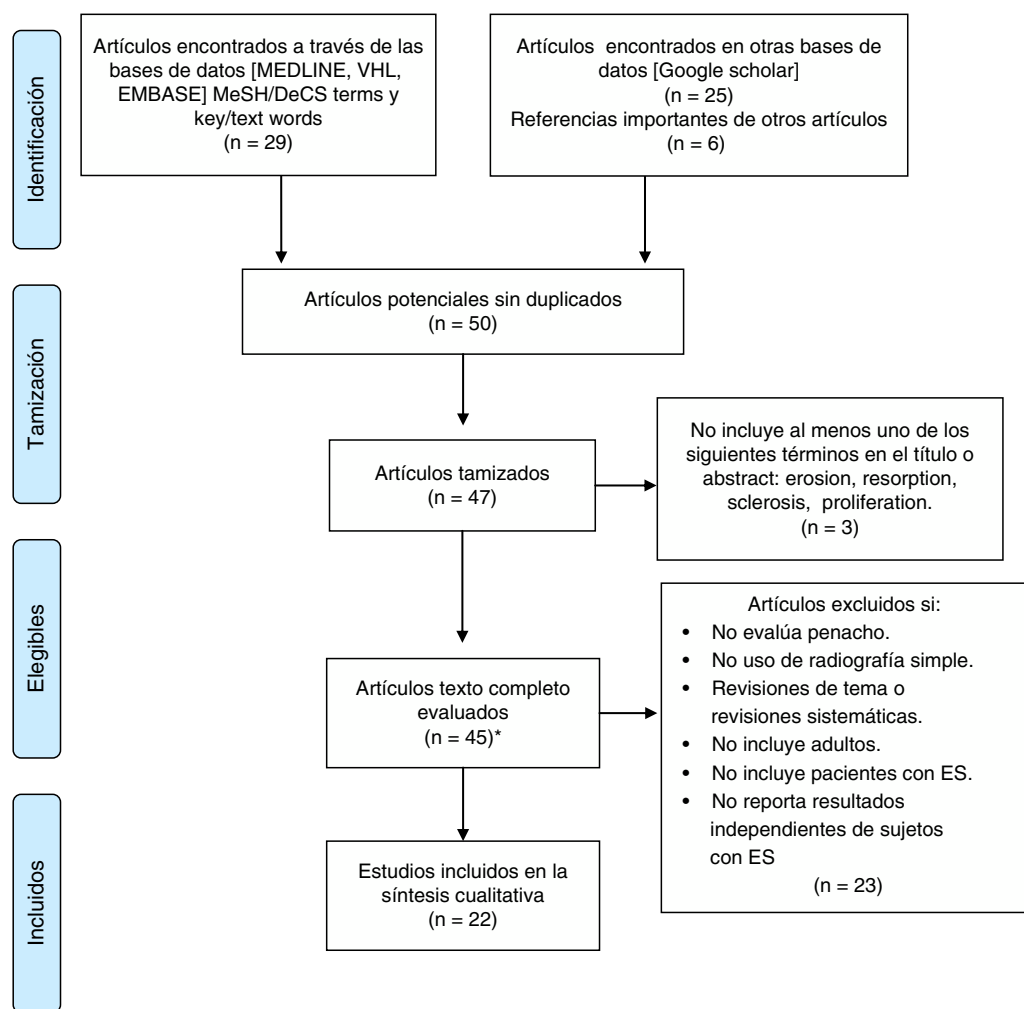 Identificación
Artículos encontrados a través de las
bases de datos [MEDLINE, VHL,
EMBASE] MeSH/DeCS terms y
key/text words
(n = 29)
Artículos encontrados en otras bases de
datos [Google scholar]
(n = 25)
Referencias importantes de otros artículos
(n = 6)
Tamización
Artículos potenciales sin duplicados
(n = 50)
Artículos tamizados
(n = 47)
No incluye al menos uno de los
siguientes términos en el título o
abstract: erosion, resorption,
sclerosis, proliferation.
(n = 3)
Elegibles
Artículos texto completo
evaluados
(n = 45)*
Artículos excluidos si:
• No evalúa penacho.
• No uso de radiografía simple.
• Revisiones de tema o
revisiones sistemáticas.
• No incluye adultos.
• No incluye pacientes con ES.
• No reporta resultados
independientes de sujetos
con ES
(n = 23)
Incluidos
Estudios incluidos en la
síntesis cualitativa
(n = 22)